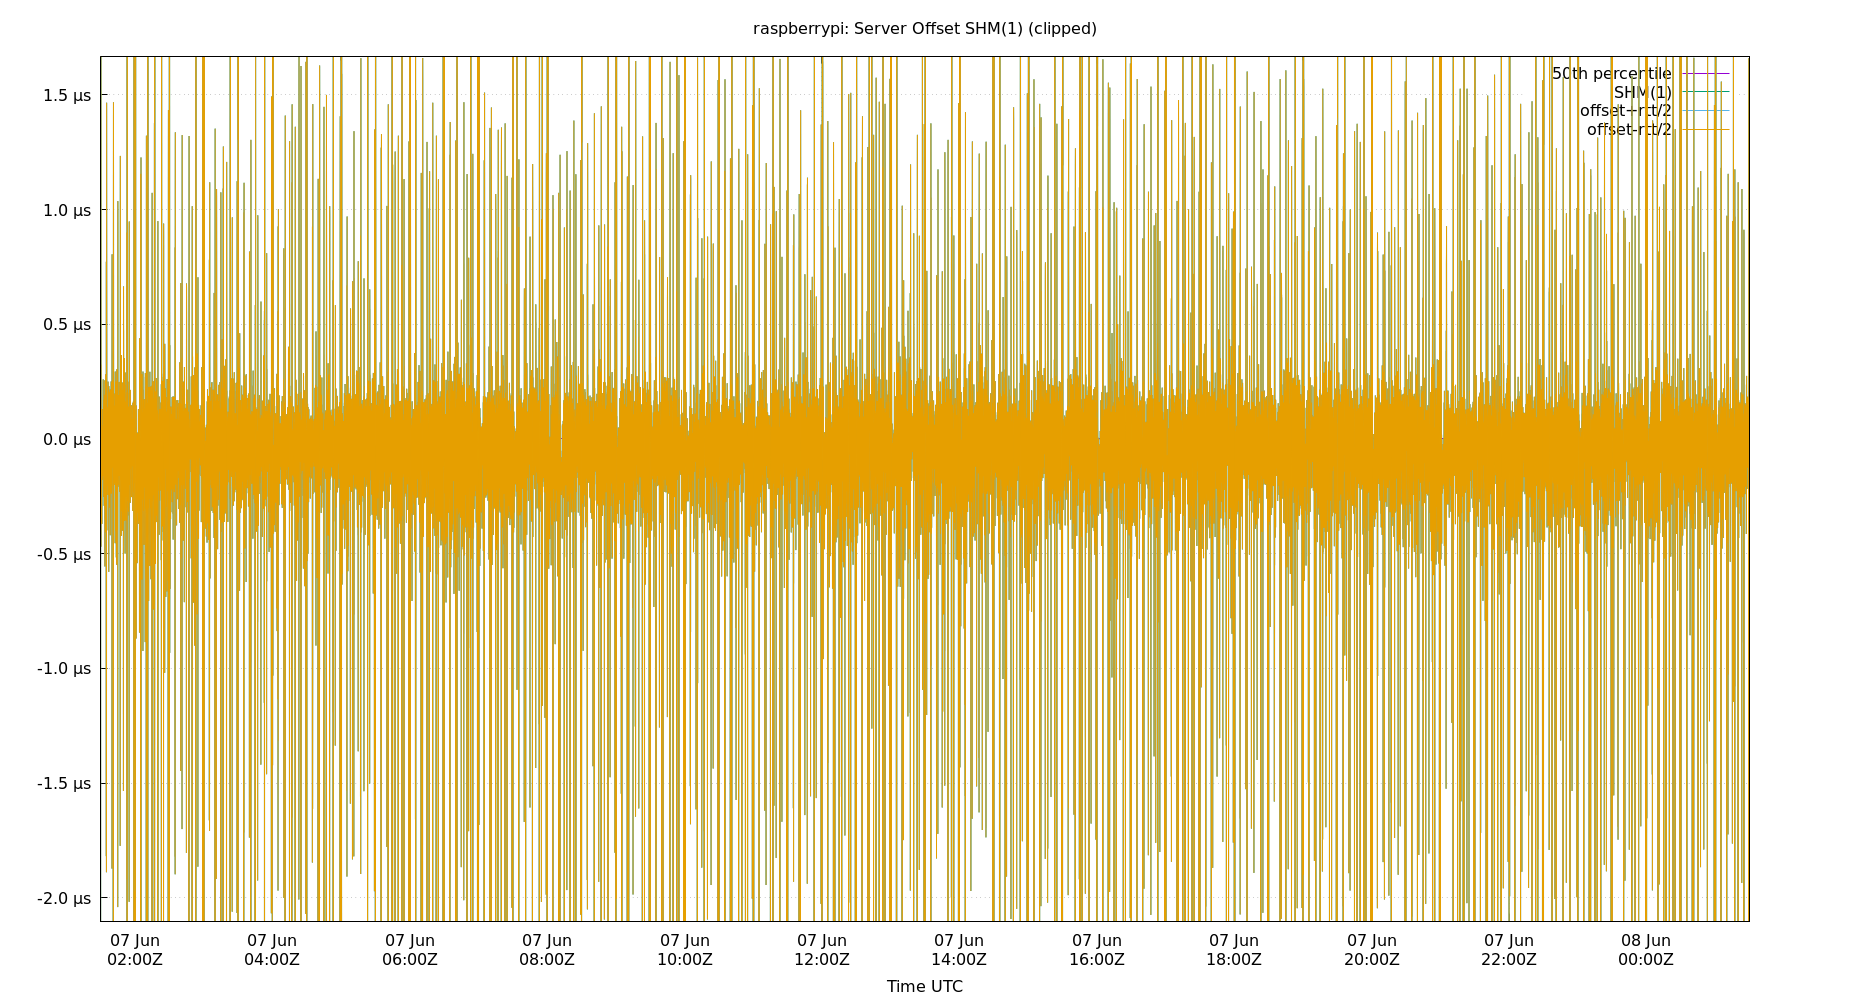 raspberrypi: Server Offset SHM(1) (clipped)
50th percentile
SHM(1)
offset+rtt/2
offset-rtt/2
1.5 µs
1.0 µs
0.5 µs
0.0 µs
-0.5 µs
-1.0 µs
-1.5 µs
-2.0 µs
07 Jun 07 Jun 07 Jun 07 Jun 07 Jun 07 Jun 07 Jun 07 Jun 07 Jun 07 Jun 07 Jun 08 Jun
02:00Z 04:00Z 06:00Z 08:00Z 10:00Z 12:00Z 14:00Z 16:00Z 18:00Z 20:00Z 22:00Z 00:00Z
Time UTC